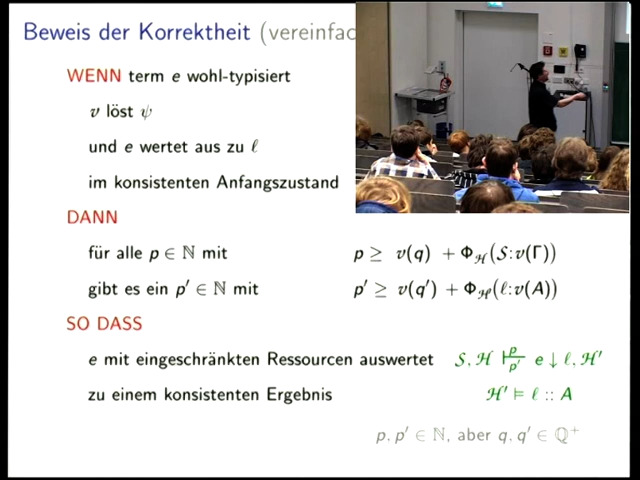 Beweis der Korrektheit (vereinfac
WENN term e wohl-typisiert
v löst ψ
und e wertet aus zu ℓ
im konsistenten Anfangszustand
DANN
für alle p ∈ ℕ mit p ≥ v(q) + Φ_ℋ(𝒮:v(Γ))
gibt es ein p′ ∈ ℕ mit p′ ≥ v(q′) + Φ_ℋ′(ℓ:v(A))
SO DASS
e mit eingeschränkten Ressourcen auswertet 𝒮, ℋ ⊢^p_p′ e ↓ ℓ, ℋ′
zu einem konsistenten Ergebnis ℋ′ ⊨ ℓ :: A
p, p′ ∈ ℕ, aber q, q′ ∈ ℚ⁺